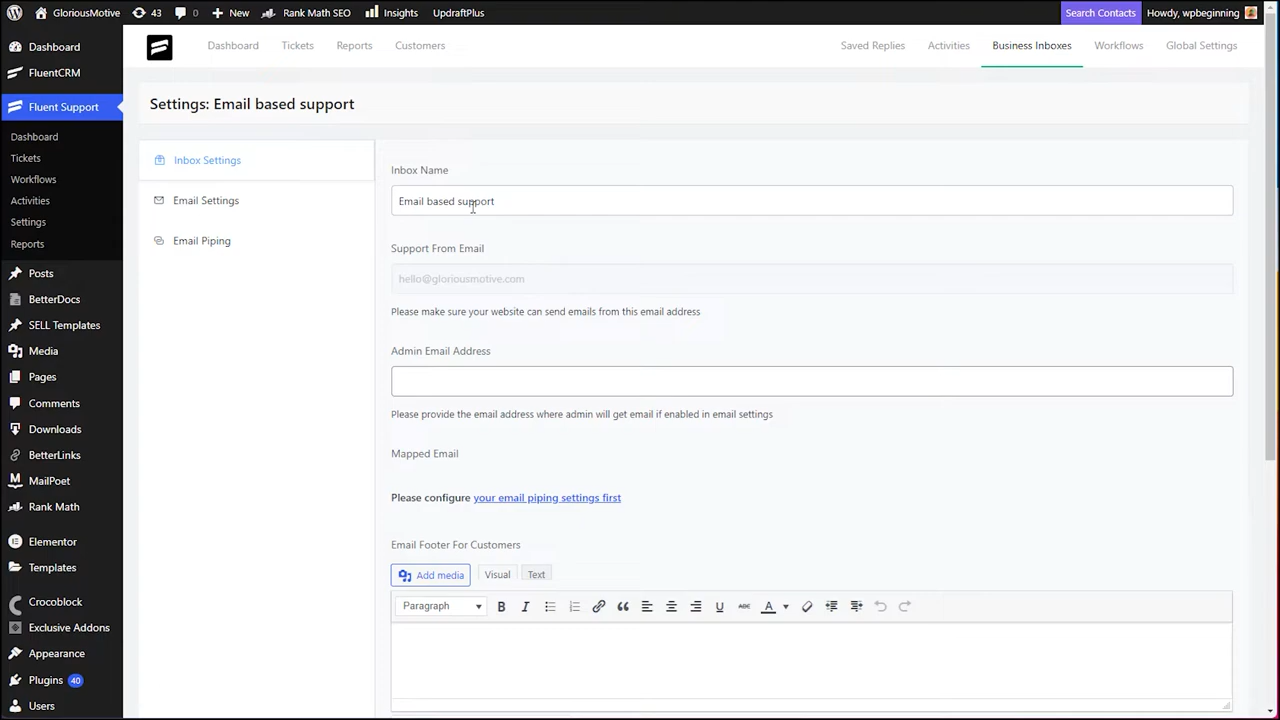 GloriousMotive 43 0 New Rank Math SEO Insights UpdraftPlus Search Contacts Howdy, wpbeginning
Dashboard
FluentCRM
Fluent Support
Dashboard
Tickets
Workflows
Activities
Settings
Reports
Posts
BetterDocs
SELL Templates
Media
Pages
Comments
Downloads
BetterLinks
MailPoet
Rank Math
Elementor
Templates
Crocoblock
Exclusive Addons
Appearance
Plugins 40
Users
Dashboard Tickets Reports Customers Saved Replies Activities Business Inboxes Workflows Global Settings
Settings: Email based support
Inbox Settings
Email Settings
Email Piping
Inbox Name
Email based support
Support From Email
hello@gloriousmotive.com
Please make sure your website can send emails from this email address
Admin Email Address
Please provide the email address where admin will get email if enabled in email settings
Mapped Email
Please configure your email piping settings first
Email Footer For Customers
Add media Visual Text
Paragraph B I U ABC A